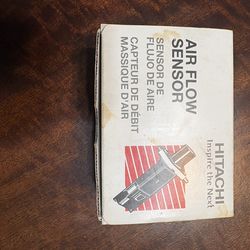 AIR FLOW
SENSOR
SENSOR DE
FLUJO DE AIRE
CAPTEUR DE DÉBIT
MASSIQUE D'AIR
HITACHI
Inspire the Next